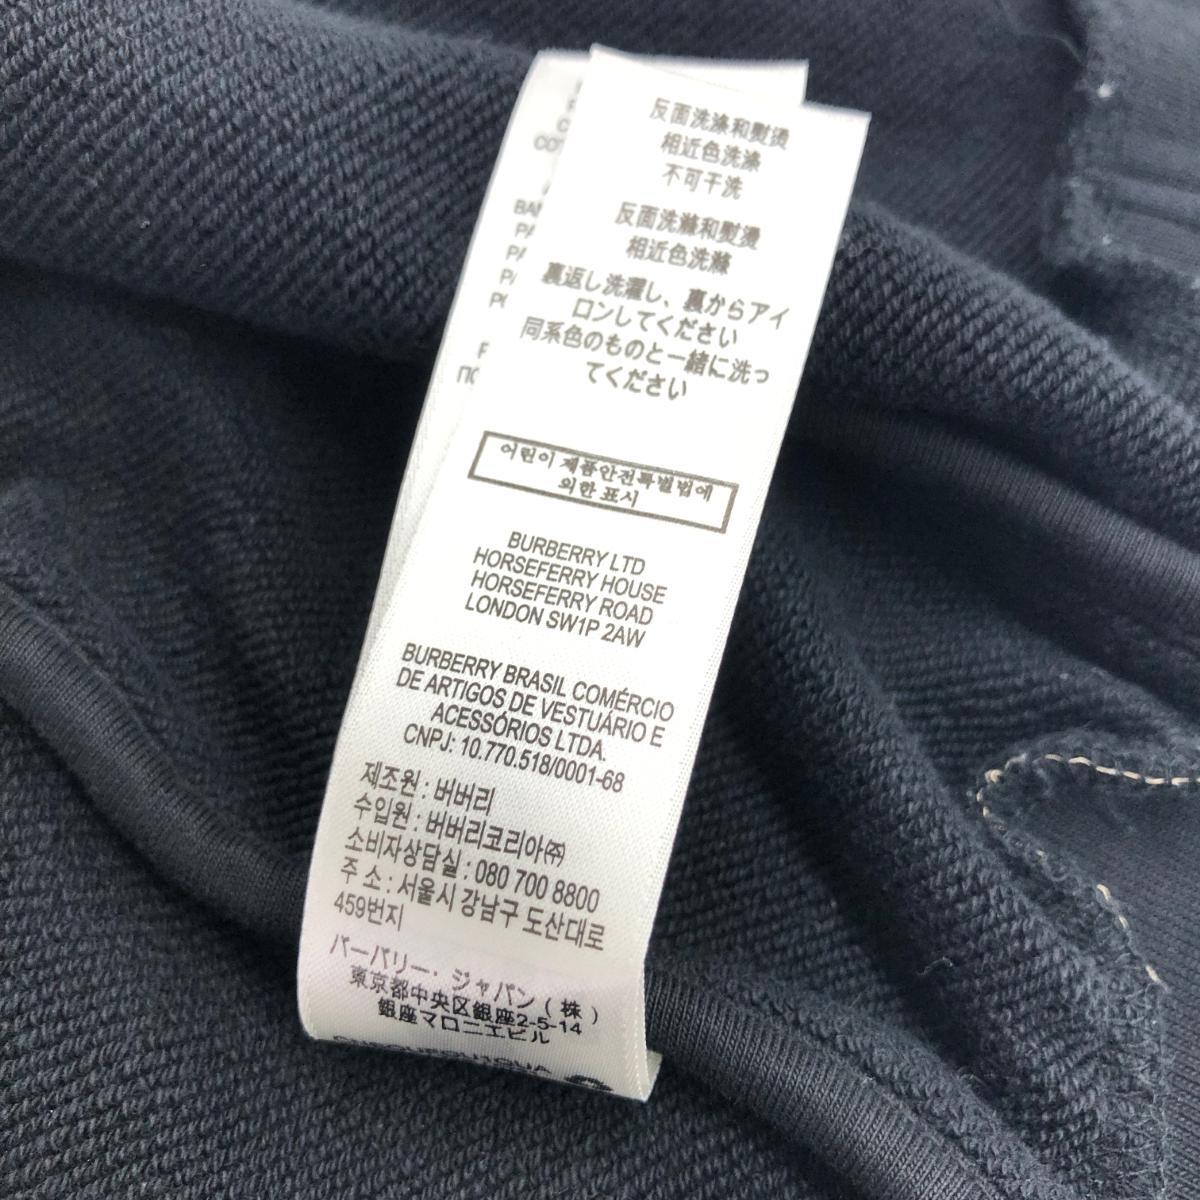 反面洗涤和熨烫
相近色洗涤
不可干洗
反面洗滌和熨燙
相近色洗滌
裏返し洗濯し、裏からアイ
ロンしてください
同系色のものと一緒に洗っ
てください
어린이 제품안전특별법에
의한 표시
BURBERRY LTD
HORSEFERRY HOUSE
HORSEFERRY ROAD
LONDON SW1P 2AW
BURBERRY BRASIL COMÉRCIO
DE ARTIGOS DE VESTUÁRIO E
ACESSÓRIOS LTDA.
CNPJ: 10.770.518/0001-68
제조원 : 버버리
수입원 : 버버리코리아㈜
소비자상담실 : 080 700 8800
주 소 : 서울시 강남구 도산대로
459번지
バーバリー・ジャパン(株)
東京都中央区銀座2-5-14
銀座マロニエビル